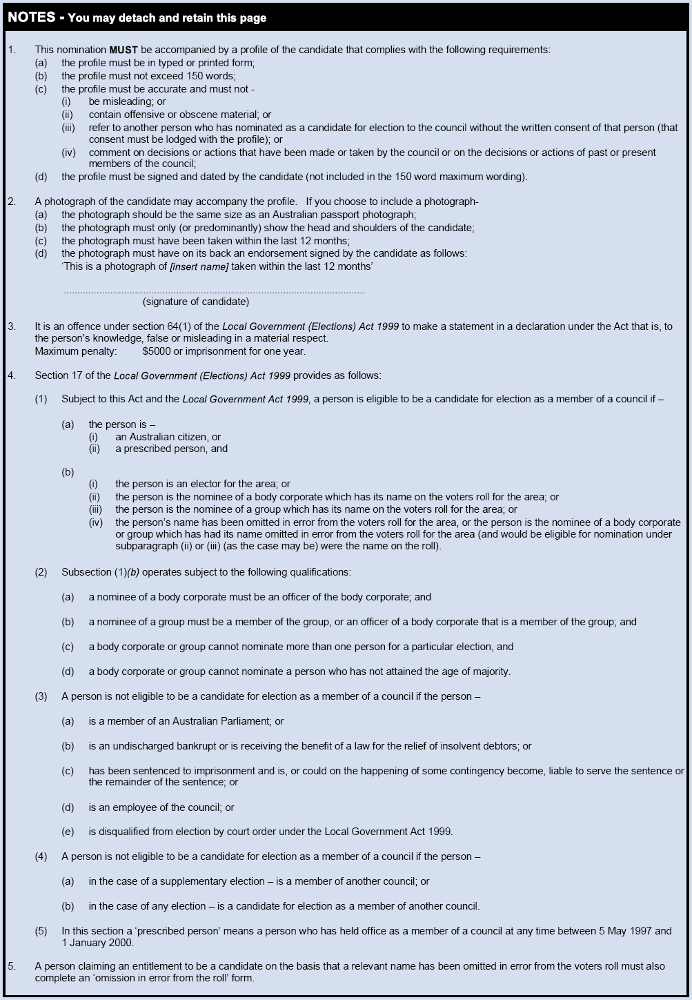 NOTES - You may detach and retain this page
1. This nomination MUST be accompanied by a profile of the candidate that complies with the following requirements:
(a) the profile must be in typed or printed form;
(b) the profile must not exceed 150 words;
(c) the profile must be accurate and must not -
(i) be misleading; or
(ii) contain offensive or obscene material; or
(iii) refer to another person who has nominated as a candidate for election to the council without the written consent of that person (that
consent must be lodged with the profile); or
(iv) comment on decisions or actions that have been made or taken by the council or on the decisions or actions of past or present
members of the council;
(d) the profile must be signed and dated by the candidate (not included in the 150 word maximum wording).
2. A photograph of the candidate may accompany the profile. If you choose to include a photograph-
(a) the photograph should be the same size as an Australian passport photograph;
(b) the photograph must only (or predominantly) show the head and shoulders of the candidate;
(c) the photograph must have been taken within the last 12 months;
(d) the photograph must have on its back an endorsement signed by the candidate as follows:
‘This is a photograph of [insert name] taken within the last 12 months’
..............................................................................................................
(signature of candidate)
3. It is an offence under section 64(1) of the Local Government (Elections) Act 1999 to make a statement in a declaration under the Act that is, to
the person’s knowledge, false or misleading in a material respect.
Maximum penalty: $5000 or imprisonment for one year.
4. Section 17 of the Local Government (Elections) Act 1999 provides as follows:
(1) Subject to this Act and the Local Government Act 1999, a person is eligible to be a candidate for election as a member of a council if –
(a) the person is –
(i) an Australian citizen, or
(ii) a prescribed person, and
(b)
(i) the person is an elector for the area; or
(ii) the person is the nominee of a body corporate which has its name on the voters roll for the area; or
(iii) the person is the nominee of a group which has its name on the voters roll for the area; or
(iv) the person’s name has been omitted in error from the voters roll for the area, or the person is the nominee of a body corporate
or group which has had its name omitted in error from the voters roll for the area (and would be eligible for nomination under
subparagraph (ii) or (iii) (as the case may be) were the name on the roll).
(2) Subsection (1)(b) operates subject to the following qualifications:
(a) a nominee of a body corporate must be an officer of the body corporate; and
(b) a nominee of a group must be a member of the group, or an officer of a body corporate that is a member of the group; and
(c) a body corporate or group cannot nominate more than one person for a particular election, and
(d) a body corporate or group cannot nominate a person who has not attained the age of majority.
(3) A person is not eligible to be a candidate for election as a member of a council if the person –
(a) is a member of an Australian Parliament; or
(b) is an undischarged bankrupt or is receiving the benefit of a law for the relief of insolvent debtors; or
(c) has been sentenced to imprisonment and is, or could on the happening of some contingency become, liable to serve the sentence or
the remainder of the sentence; or
(d) is an employee of the council; or
(e) is disqualified from election by court order under the Local Government Act 1999.
(4) A person is not eligible to be a candidate for election as a member of a council if the person –
(a) in the case of a supplementary election – is a member of another council; or
(b) in the case of any election – is a candidate for election as a member of another council.
(5) In this section a ‘prescribed person’ means a person who has held office as a member of a council at any time between 5 May 1997 and
1 January 2000.
5. A person claiming an entitlement to be a candidate on the basis that a relevant name has been omitted in error from the voters roll must also
complete an ‘omission in error from the roll’ form.